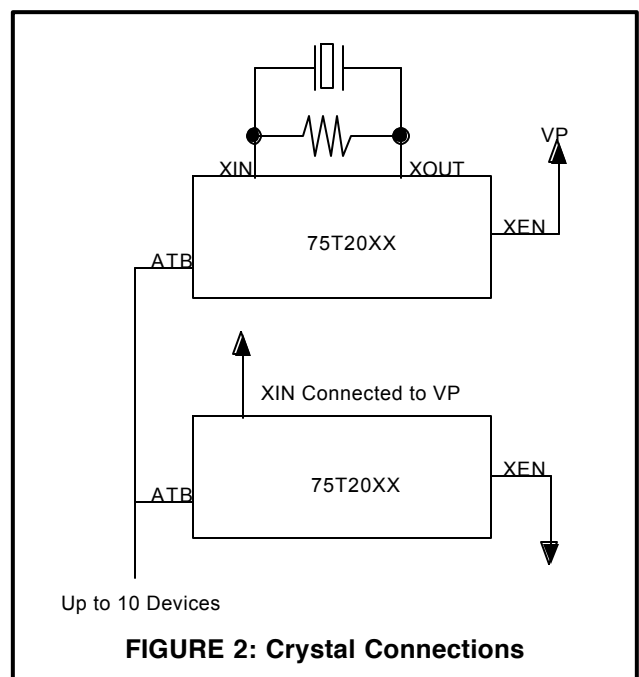 VP
XIN XOUT
XEN
75T20XX
ATB
XIN Connected to VP
XEN
75T20XX
ATB
Up to 10 Devices
FIGURE 2: Crystal Connections